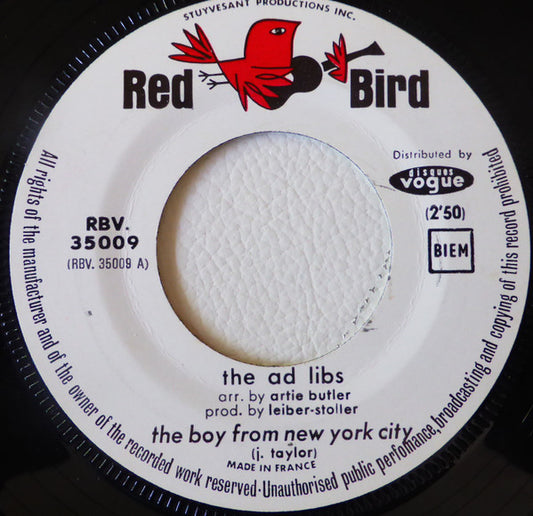 STUYVESANT PRODUCTIONS INC.
Red Bird
Distributed by
disques
vogue
(2'50)
BIEM
RBV.
35009
(RBV. 35009 A)
the ad libs
arr. by artie butler
prod. by leiber-stoller
the boy from new york city
(j. taylor)
MADE IN FRANCE
All rights of the manufacturer and of the owner of the recorded work reserved·Unauthorised public perfomance, broadcasting and copying of this record prohibited